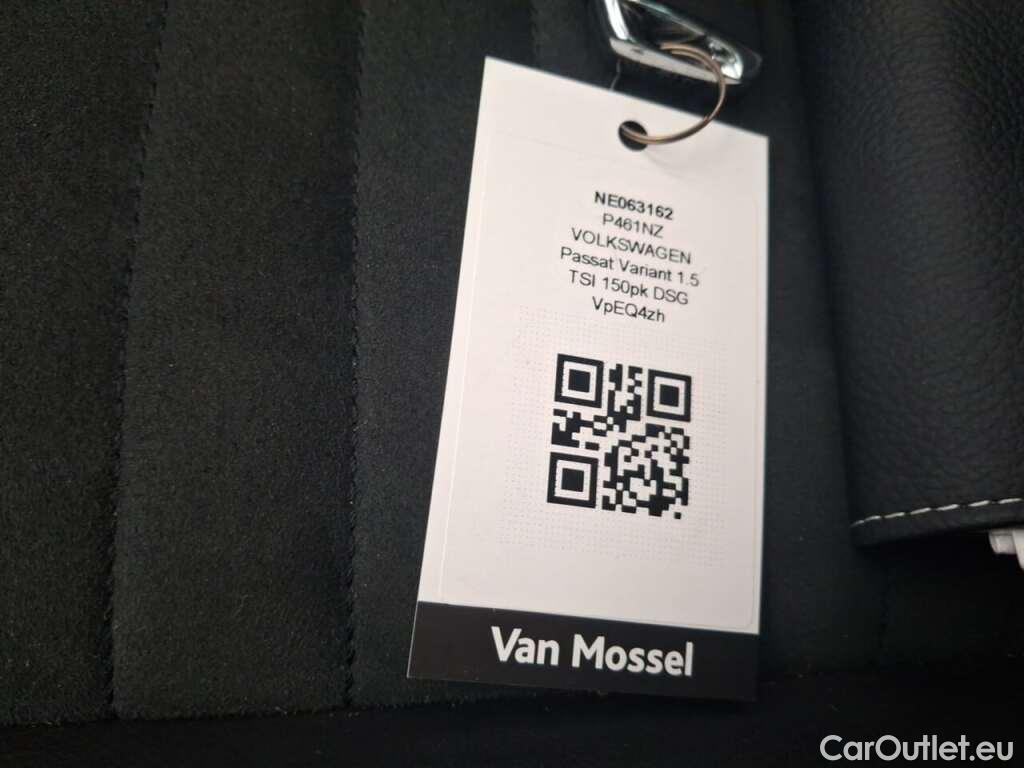 NE063162
P461NZ
VOLKSWAGEN
Passat Variant 1.5
TSI 150pk DSG
VpEQ4zh
Van Mossel
CarOutlet.eu